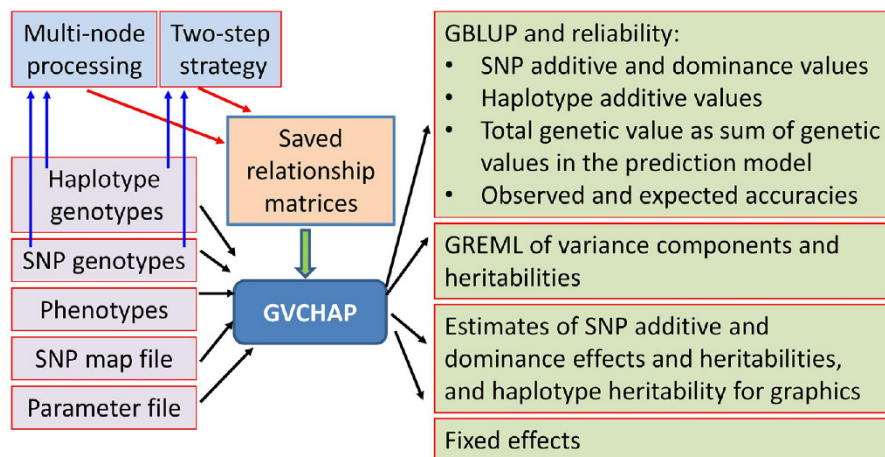 Multi-node
processing
Two-step
strategy
Saved
relationship
matrices
Haplotype
genotypes
SNP genotypes
Phenotypes
SNP map file
Parameter file
GVCHAP
GBLUP and reliability:
• SNP additive and dominance values
• Haplotype additive values
• Total genetic value as sum of genetic
values in the prediction model
• Observed and expected accuracies
GREML of variance components and
heritabilities
Estimates of SNP additive and
dominance effects and heritabilities,
and haplotype heritability for graphics
Fixed effects